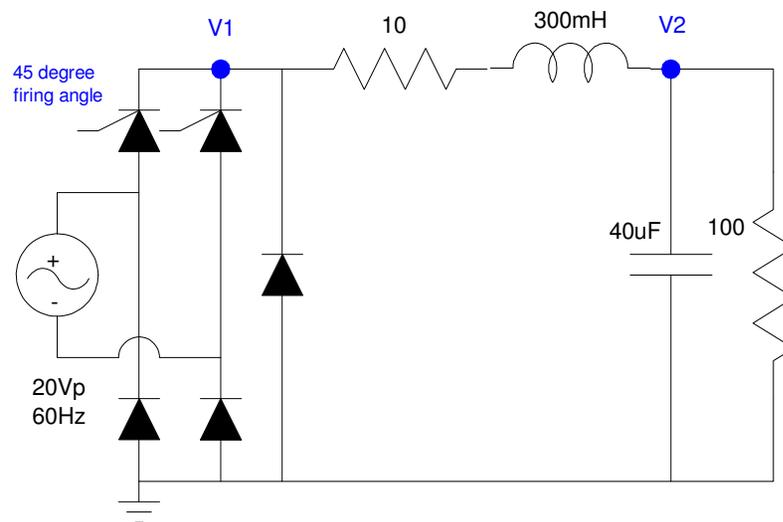 V1
10
300mH
V2
45 degree
firing angle
+
-
40uF
100
20Vp
60Hz